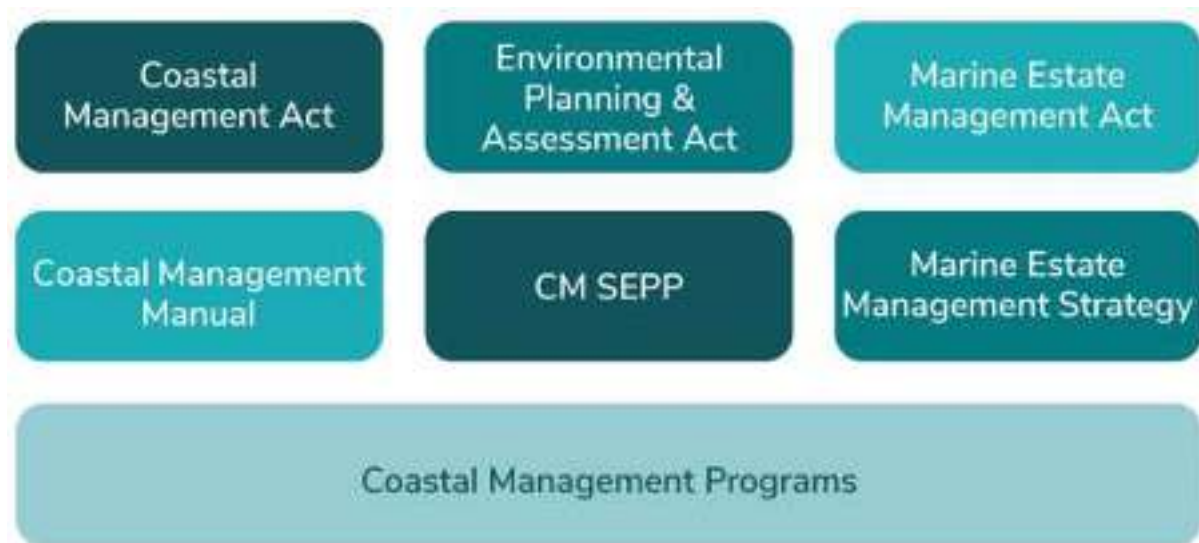 Coastal
Management Act
Environmental
Planning &
Assessment Act
Marine Estate
Management Act
Coastal Management
Manual
CM SEPP
Marine Estate
Management Strategy
Coastal Management Programs